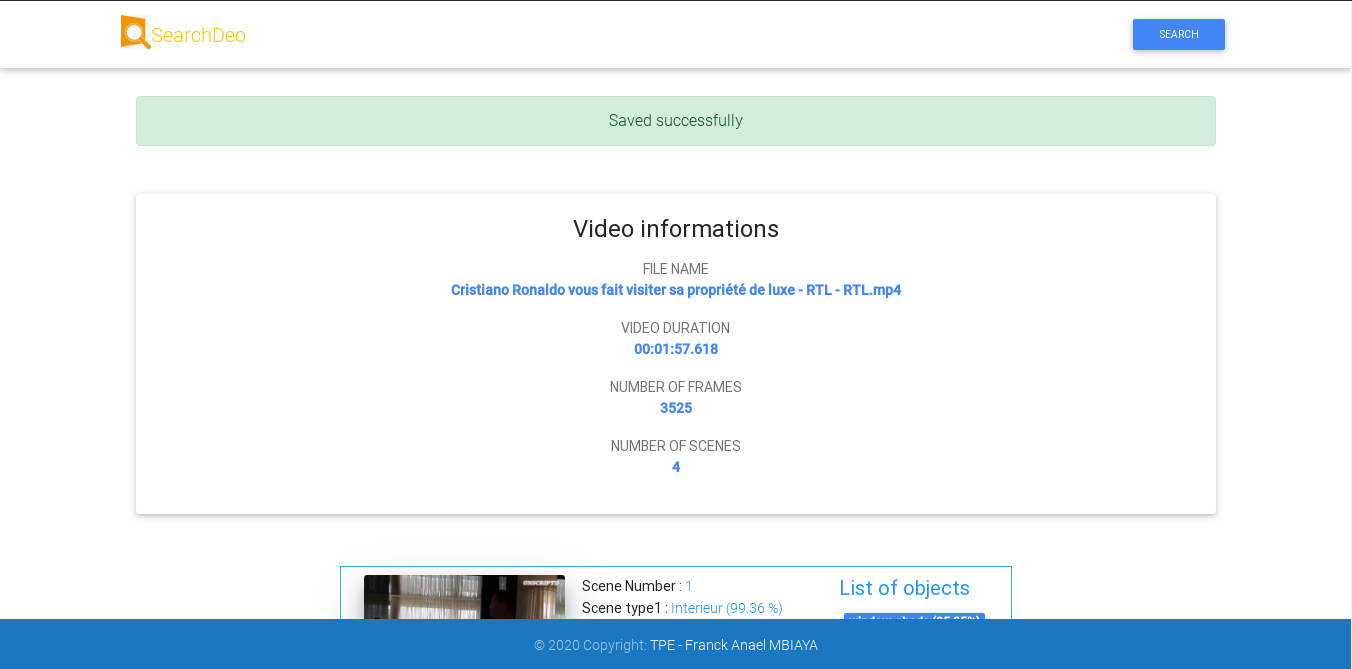 SearchDeo
SEARCH
Saved successfully
Video informations
FILE NAME
Cristiano Ronaldo vous fait visiter sa propriété de luxe - RTL - RTL.mp4
VIDEO DURATION
00:01:57.618
NUMBER OF FRAMES
3525
NUMBER OF SCENES
4
Scene Number : 1
Scene type1 : Interieur (99.36 %)
List of objects
© 2020 Copyright: TPE - Franck Anael MBIAYA